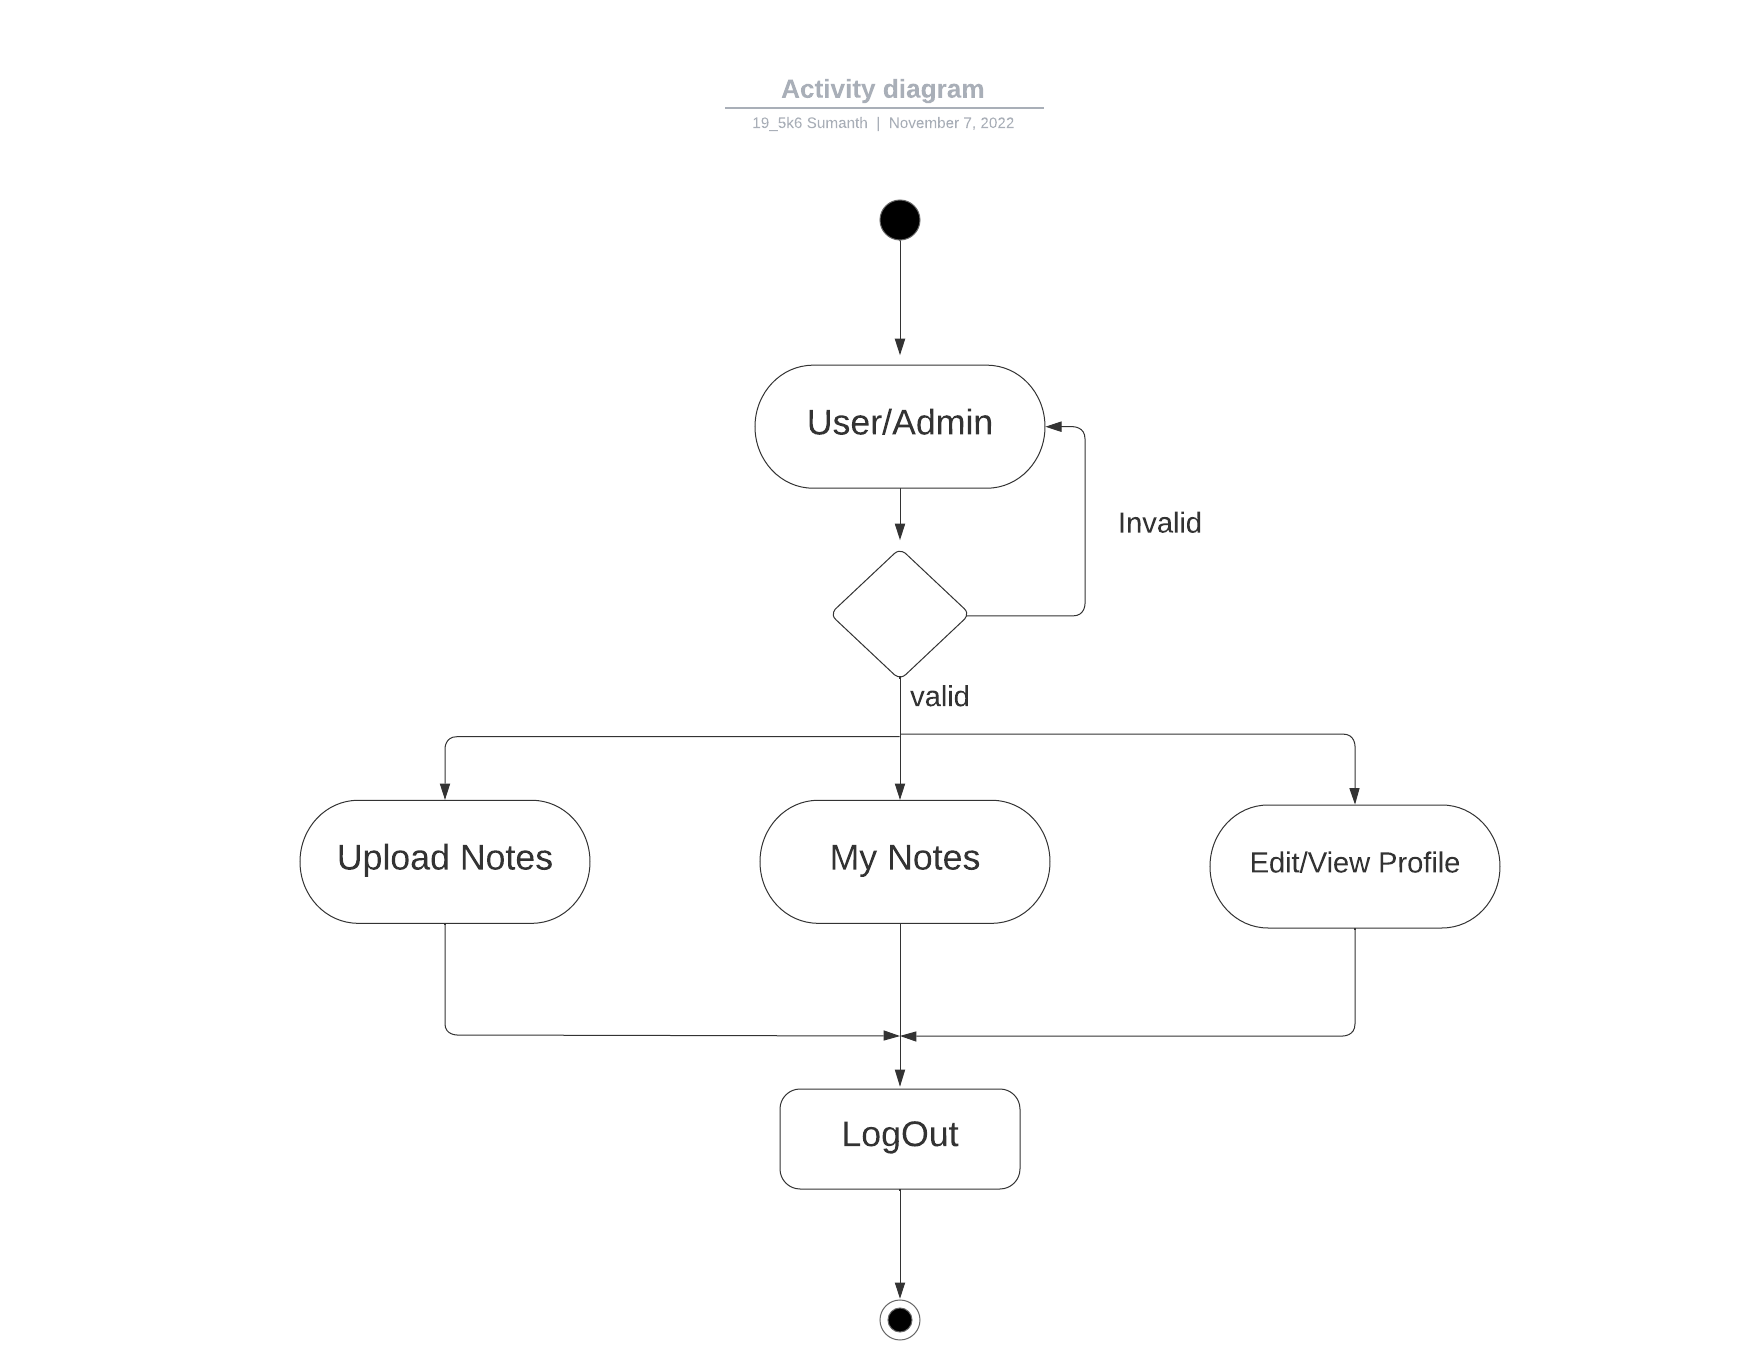 Activity diagram
19_5k6 Sumanth | November 7, 2022
User/Admin
Invalid
valid
Upload Notes
My Notes
Edit/View Profile
LogOut